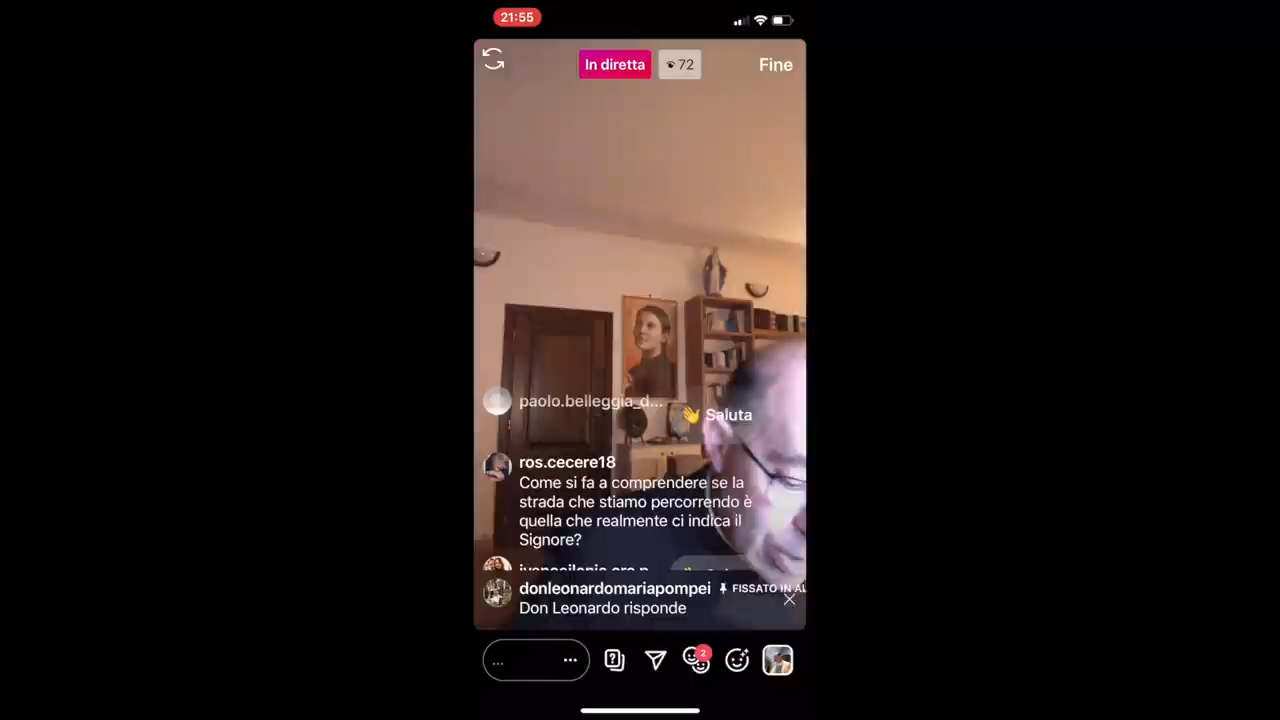 21:55
In diretta
72
Fine
paolo.belleggia_d...
👋 Saluta
ros.cecere18
Come si fa a comprendere se la
strada che stiamo percorrendo è
quella che realmente ci indica il
Signore?
donleonardomariapompei FISSATO IN AL
Don Leonardo risponde
...
2